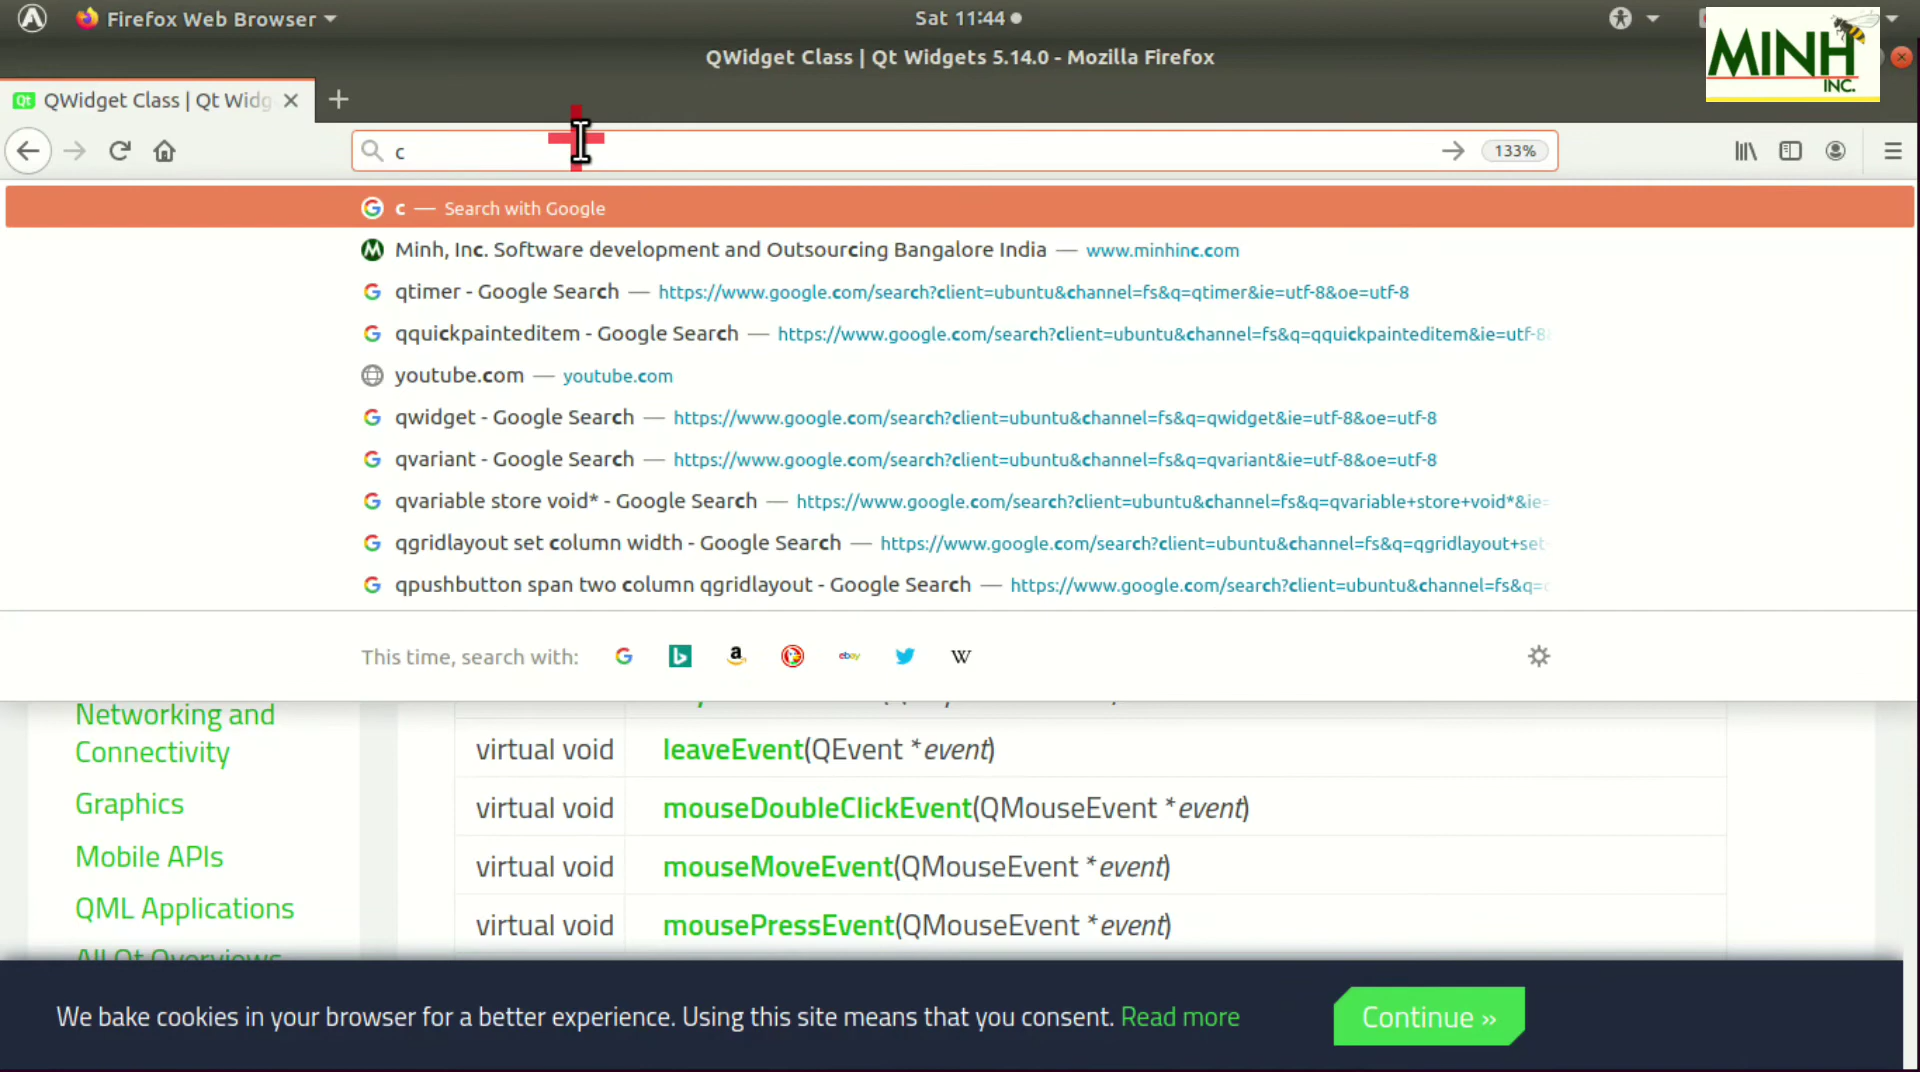 Firefox Web Browser
Sat 11:44
MINH
INC.
QWidget Class | Qt Widgets 5.14.0 - Mozilla Firefox
Qt QWidget Class | Qt Widg
c
133%
c — Search with Google
Minh, Inc. Software development and Outsourcing Bangalore India — www.minhinc.com
qtimer - Google Search — https://www.google.com/search?client=ubuntu&channel=fs&q=qtimer&ie=utf-8&oe=utf-8
qquickpainteditem - Google Search — https://www.google.com/search?client=ubuntu&channel=fs&q=qquickpainteditem&ie=utf-8
youtube.com — youtube.com
qwidget - Google Search — https://www.google.com/search?client=ubuntu&channel=fs&q=qwidget&ie=utf-8&oe=utf-8
qvariant - Google Search — https://www.google.com/search?client=ubuntu&channel=fs&q=qvariant&ie=utf-8&oe=utf-8
qvariable store void* - Google Search — https://www.google.com/search?client=ubuntu&channel=fs&q=qvariable+store+void*&ie=
qgridlayout set column width - Google Search — https://www.google.com/search?client=ubuntu&channel=fs&q=qgridlayout+set
qpushbutton span two column qgridlayout - Google Search — https://www.google.com/search?client=ubuntu&channel=fs&q=
This time, search with:
ebay
Networking and
Connectivity
Graphics
Mobile APIs
QML Applications
All Qt Overviews
virtual void leaveEvent(QEvent *event)
virtual void mouseDoubleClickEvent(QMouseEvent *event)
virtual void mouseMoveEvent(QMouseEvent *event)
virtual void mousePressEvent(QMouseEvent *event)
We bake cookies in your browser for a better experience. Using this site means that you consent. Read more
Continue »